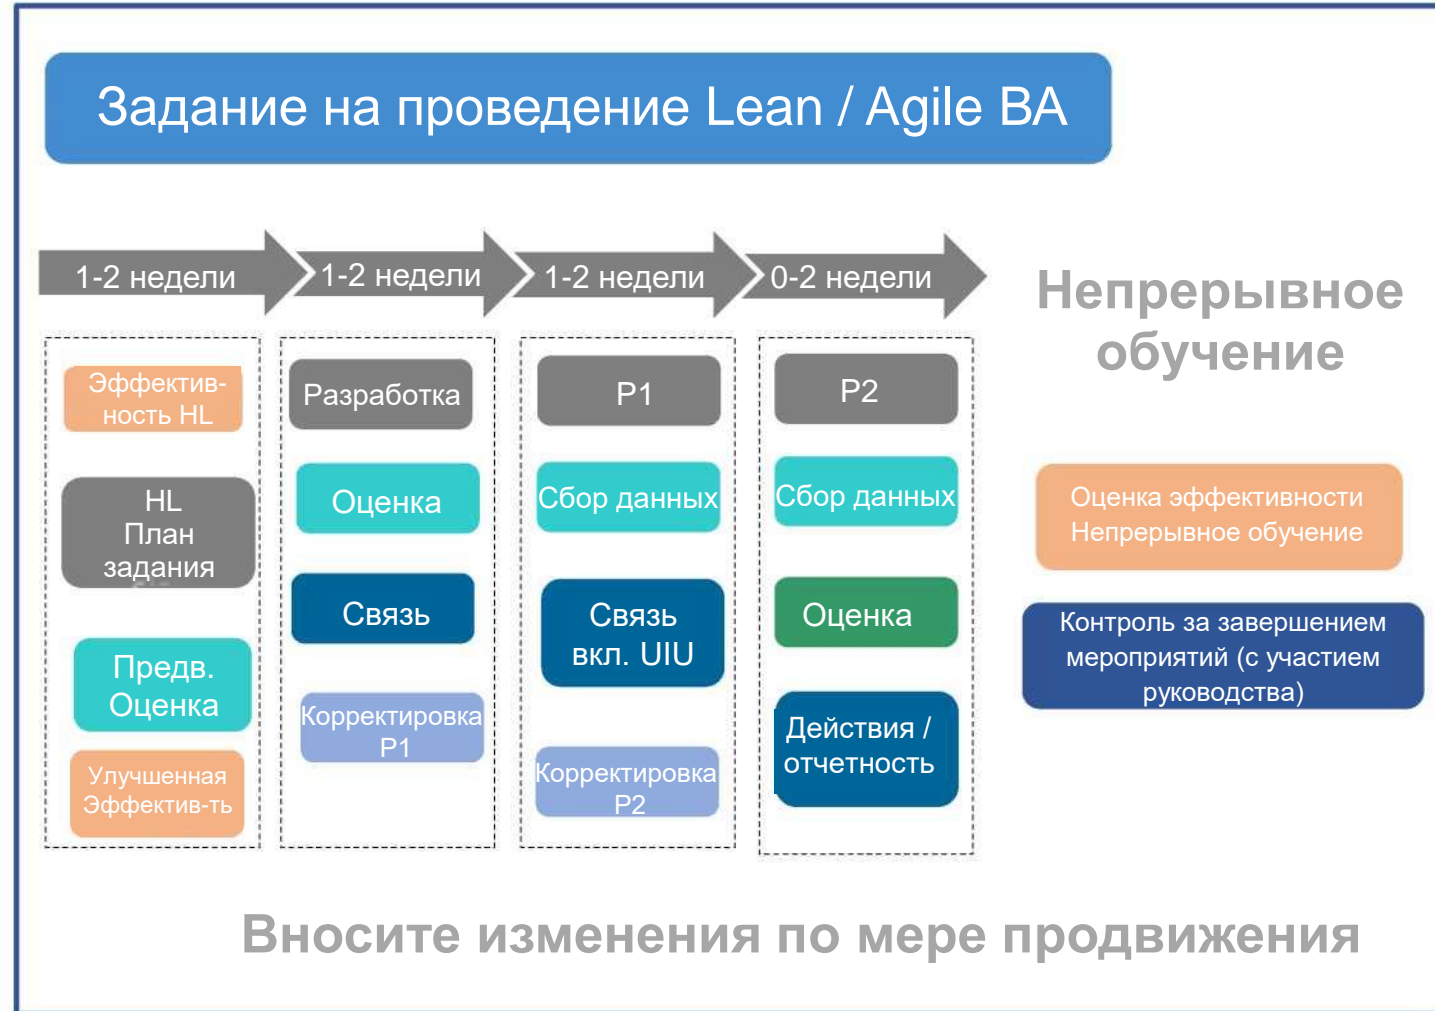 Задание на проведение Lean / Agile BA
1-2 недели
1-2 недели
1-2 недели
0-2 недели
Эффектив-
ность HL
HL
План
задания
Предв.
Оценка
Улучшенная
Эффектив-ть
Разработка
Оценка
Связь
Корректировка
P1
P1
Сбор данных
Связь
вкл. UIU
Корректировка
P2
P2
Сбор данных
Оценка
Действия /
отчетность
Непрерывное
обучение
Оценка эффективности
Непрерывное обучение
Контроль за завершением
мероприятий (с участием
руководства)
Вносите изменения по мере продвижения